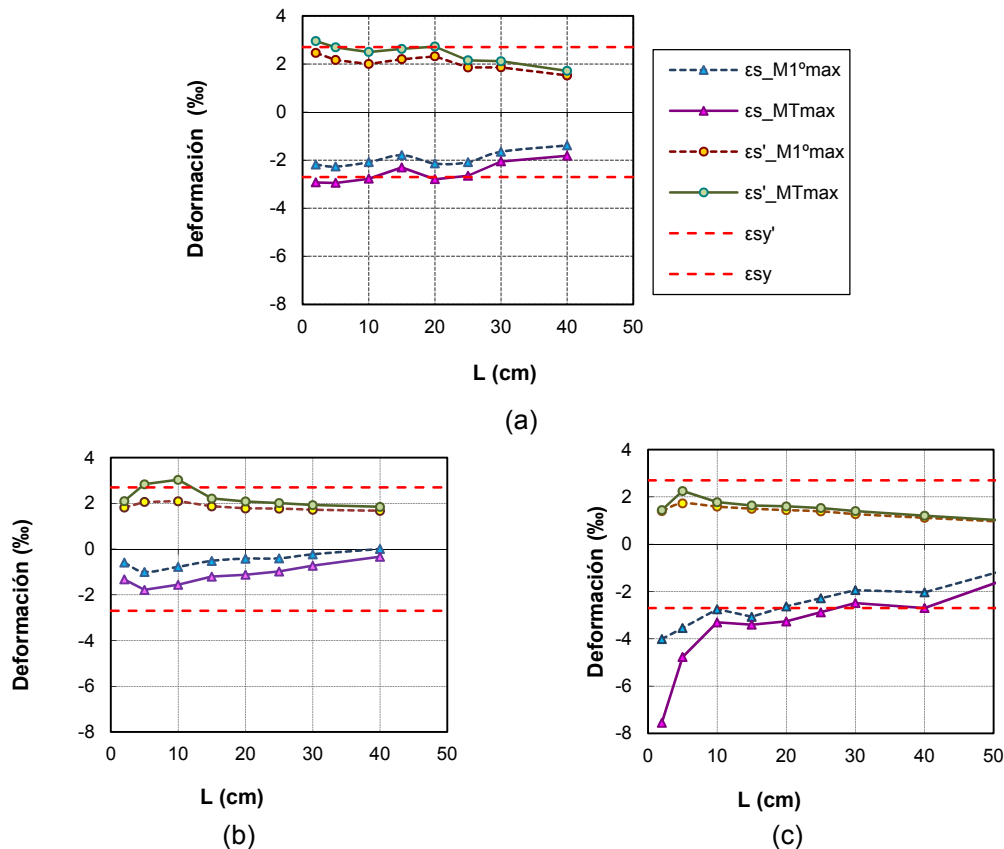 4
2
0
-2
-4
-6
-8
0 10 20 30 40 50
Deformación (‰)
L (cm)
εs_M1ºmax
εs_MTmax
εs'_M1ºmax
εs'_MTmax
εsy'
εsy
(a)
4
2
0
-2
-4
-6
-8
0 10 20 30 40 50
Deformación (‰)
L (cm)
(b)
4
2
0
-2
-4
-6
-8
0 10 20 30 40 50
Deformación (‰)
L (cm)
(c)